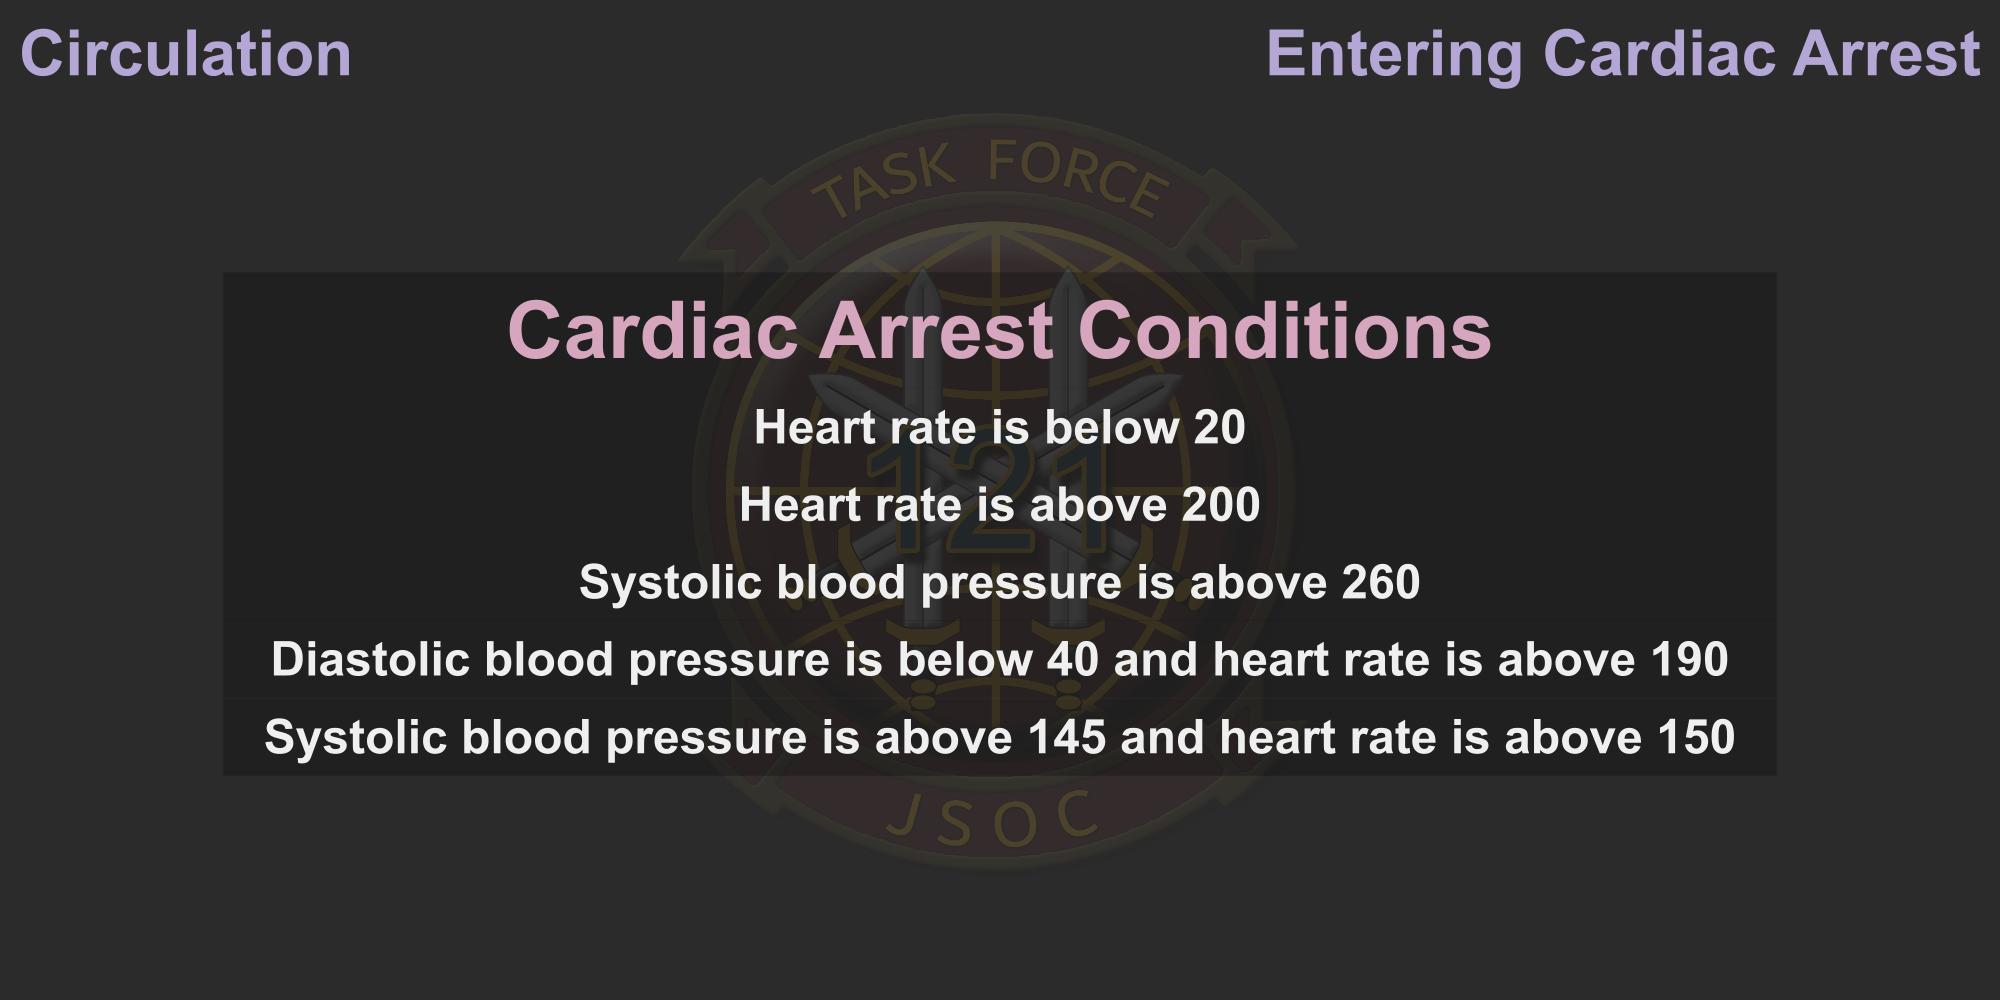 Circulation
Entering Cardiac Arrest
TASK FORCE
Cardiac Arrest Conditions
Heart rate is below 20
121
Heart rate is above 200
Systolic blood pressure is above 260
Diastolic blood pressure is below 40 and heart rate is above 190
Systolic blood pressure is above 145 and heart rate is above 150
JSOC